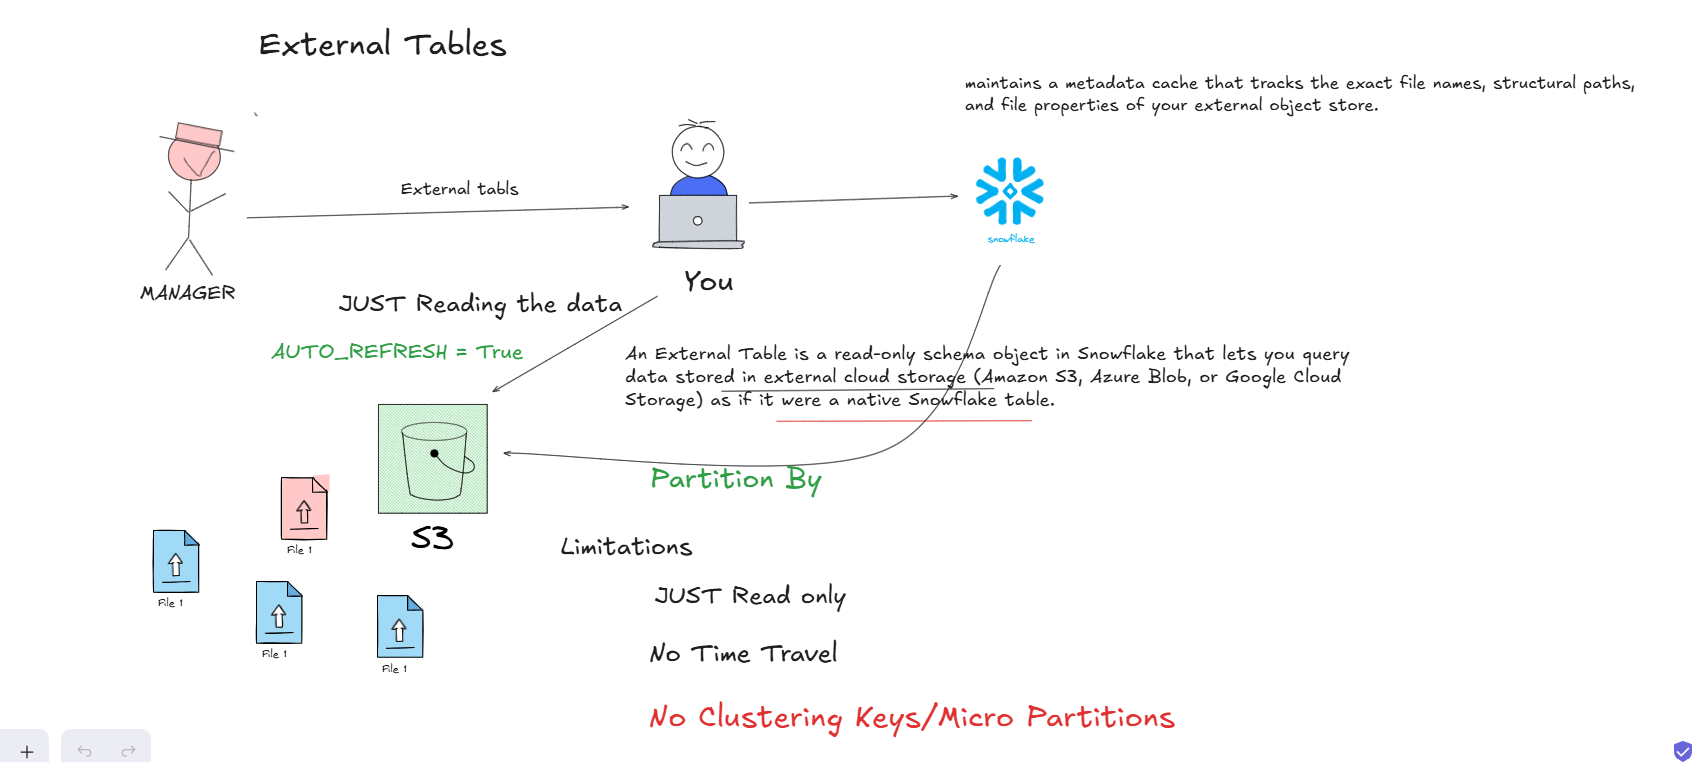 External Tables
maintains a metadata cache that tracks the exact file names, structural paths,
and file properties of your external object store.
External tabls
snowflake
You
MANAGER
JUST Reading the data
AUTO_REFRESH = True
An External Table is a read-only schema object in Snowflake that lets you query
data stored in external cloud storage (Amazon S3, Azure Blob, or Google Cloud
Storage) as if it were a native Snowflake table.
Partition By
S3
File 1
File 1
File 1
File 1
Limitations
JUST Read only
No Time Travel
No Clustering Keys/Micro Partitions